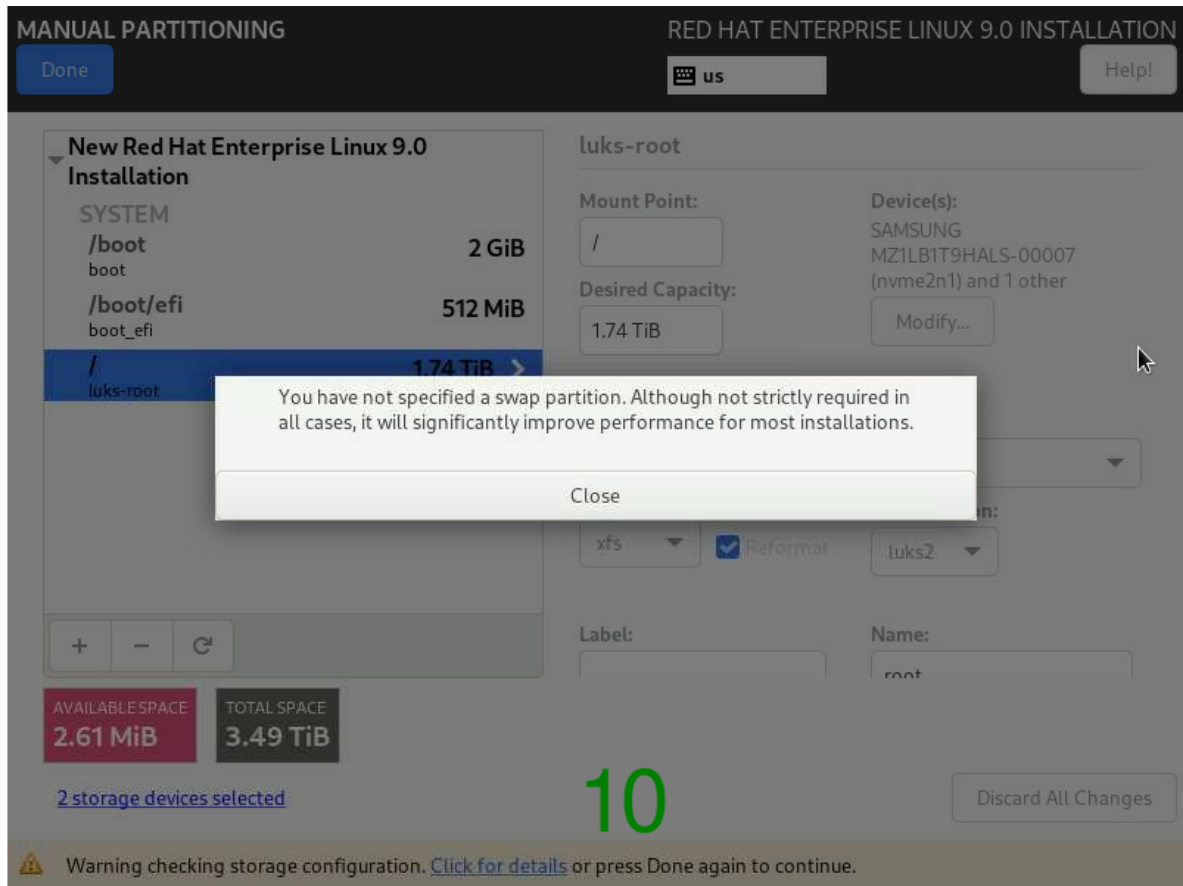 MANUAL PARTITIONING
RED HAT ENTERPRISE LINUX 9.0 INSTALLATION
Done
us
Help!
New Red Hat Enterprise Linux 9.0
Installation
SYSTEM
/boot
2 GiB
boot
/boot/efi
512 MiB
boot_efi
/
1.74 TiB
luks-root
luks-root
Mount Point:
/
Device(s):
SAMSUNG
MZ1LB1T9HALS-00007
(nvme2n1) and 1 other
Desired Capacity:
1.74 TiB
Modify...
You have not specified a swap partition. Although not strictly required in
all cases, it will significantly improve performance for most installations.
Close
xfs
Reformat
luks2
Label:
Name:
root
+ −
AVAILABLE SPACE
2.61 MiB
TOTAL SPACE
3.49 TiB
2 storage devices selected
10
Discard All Changes
Warning checking storage configuration. Click for details or press Done again to continue.